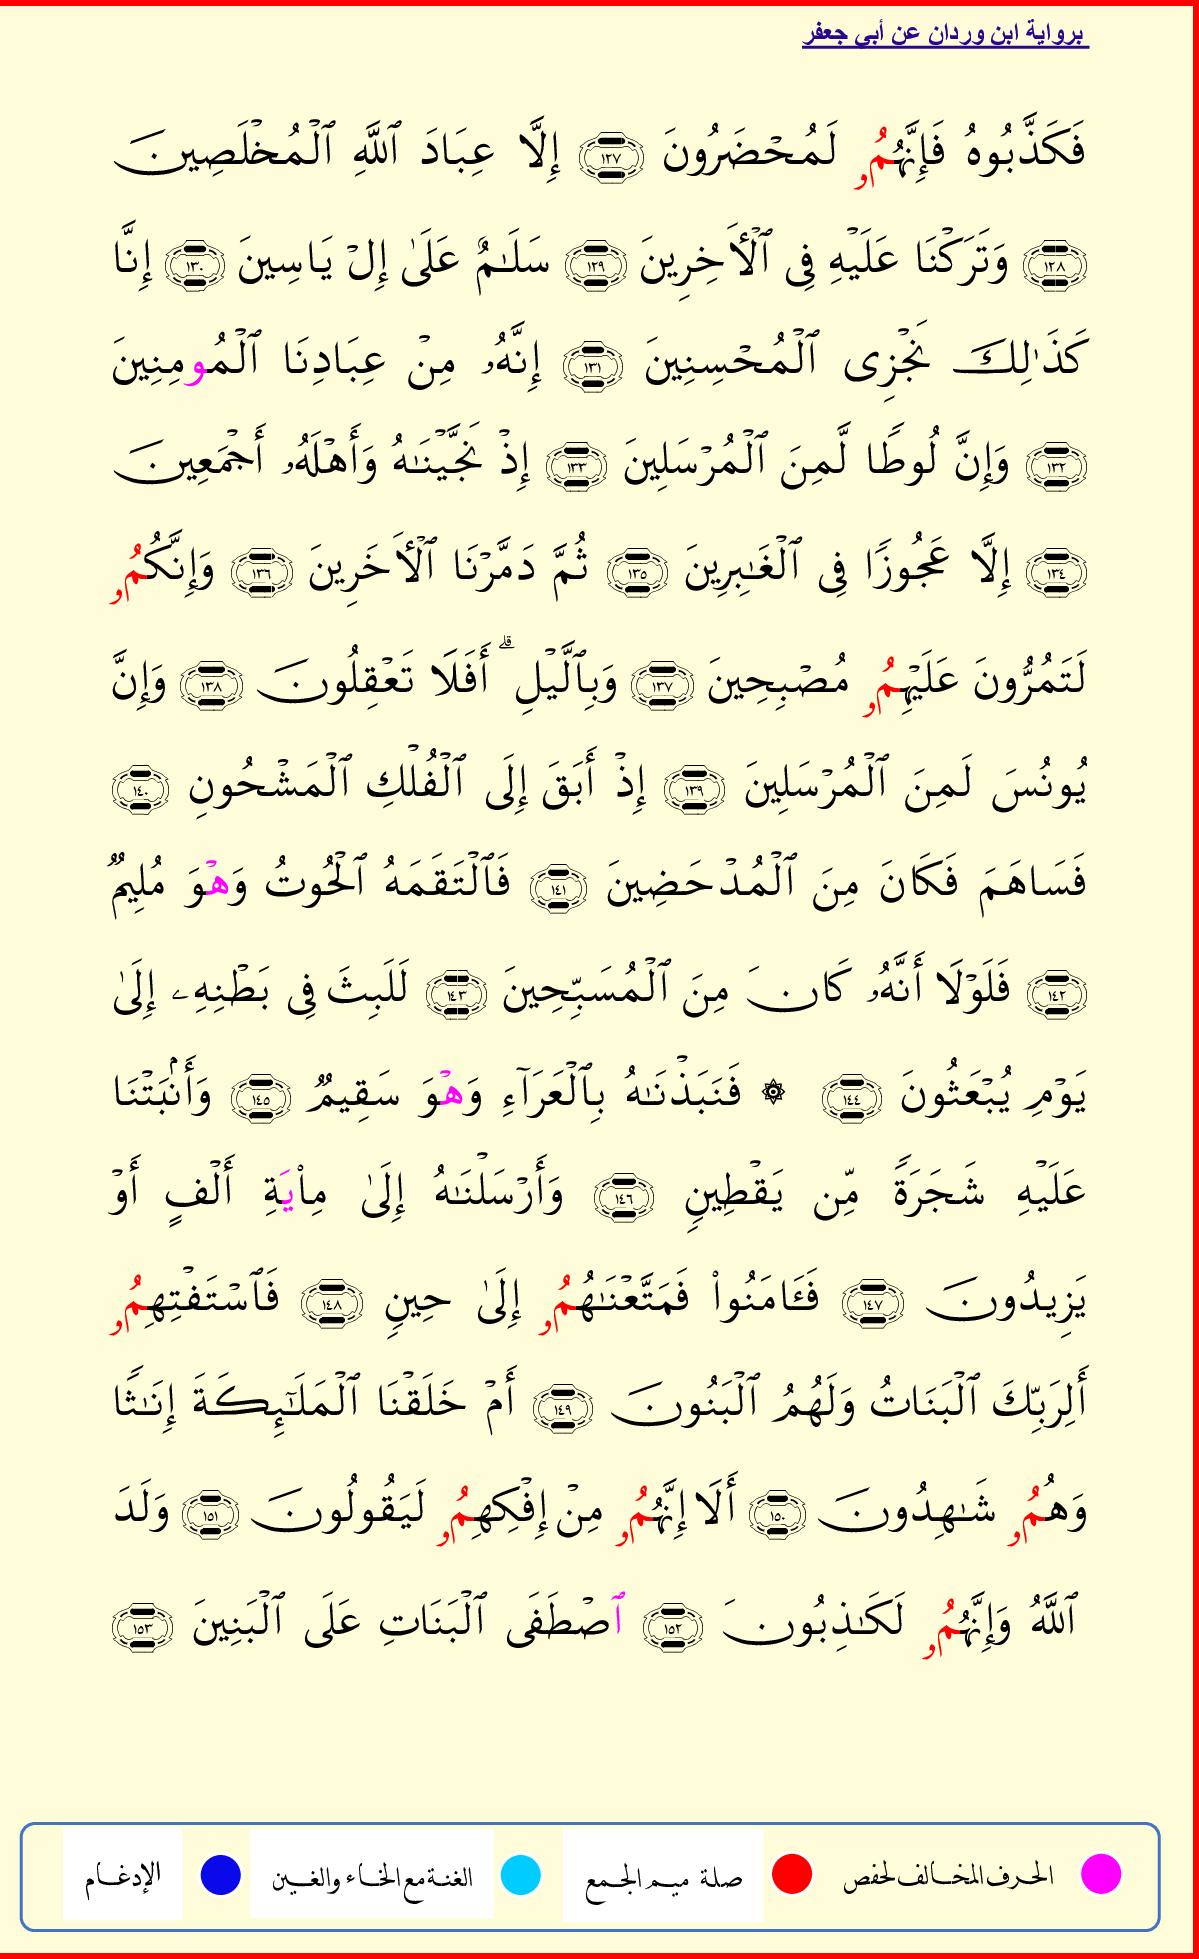 برواية ابن وردان عن أبي جعفر
فَكَذَّبُوهُ فَإِنَّهُمُۥ لَمُحۡضَرُونَ ١٢٧ إِلَّا عِبَادَ ٱللَّهِ ٱلۡمُخۡلَصِينَ
١٢٨ وَتَرَكۡنَا عَلَيۡهِ فِي ٱلۡأٓخِرِينَ ١٢٩ سَلَٰمٌ عَلَىٰٓ إِلۡ يَاسِينَ ١٣٠ إِنَّا
كَذَٰلِكَ نَجۡزِي ٱلۡمُحۡسِنِينَ ١٣١ إِنَّهُۥ مِنۡ عِبَادِنَا ٱلۡمُومِنِينَ
١٣٢ وَإِنَّ لُوطٗا لَّمِنَ ٱلۡمُرۡسَلِينَ ١٣٣ إِذۡ نَجَّيۡنَٰهُ وَأَهۡلَهُۥ أَجۡمَعِينَ
١٣٤ إِلَّا عَجُوزٗا فِي ٱلۡغَٰبِرِينَ ١٣٥ ثُمَّ دَمَّرۡنَا ٱلۡأٓخَرِينَ ١٣٦ وَإِنَّكُمُۥ
لَتَمُرُّونَ عَلَيۡهِمُۥ مُصۡبِحِينَ ١٣٧ وَبِٱلَّيۡلِۚ أَفَلَا تَعۡقِلُونَ ١٣٨ وَإِنَّ
يُونُسَ لَمِنَ ٱلۡمُرۡسَلِينَ ١٣٩ إِذۡ أَبَقَ إِلَى ٱلۡفُلۡكِ ٱلۡمَشۡحُونِ ١٤٠
فَسَاهَمَ فَكَانَ مِنَ ٱلۡمُدۡحَضِينَ ١٤١ فَٱلۡتَقَمَهُ ٱلۡحُوتُ وَهۡوَ مُلِيمٞ
١٤٢ فَلَوۡلَا أَنَّهُۥ كَانَ مِنَ ٱلۡمُسَبِّحِينَ ١٤٣ لَلَبِثَ فِي بَطۡنِهِۦ إِلَىٰ
يَوۡمِ يُبۡعَثُونَ ١٤٤ ۞ فَنَبَذۡنَٰهُ بِٱلۡعَرَآءِ وَهۡوَ سَقِيمٞ ١٤٥ وَأَنۢبَتۡنَا
عَلَيۡهِ شَجَرَةٗ مِّن يَقۡطِينٖ ١٤٦ وَأَرۡسَلۡنَٰهُ إِلَىٰ مِاْيَةِ أَلۡفٍ أَوۡ
يَزِيدُونَ ١٤٧ فَـَٔامَنُواْ فَمَتَّعۡنَٰهُمُۥ إِلَىٰ حِينٖ ١٤٨ فَٱسۡتَفۡتِهِمُۥ
أَلِرَبِّكَ ٱلۡبَنَاتُ وَلَهُمُ ٱلۡبَنُونَ ١٤٩ أَمۡ خَلَقۡنَا ٱلۡمَلَٰٓئِكَةَ إِنَٰثٗا
وَهُمُۥ شَٰهِدُونَ ١٥٠ أَلَا إِنَّهُمُۥ مِنۡ إِفۡكِهِمُۥ لَيَقُولُونَ ١٥١ وَلَدَ
ٱللَّهُ وَإِنَّهُمُۥ لَكَٰذِبُونَ ١٥٢ ٱصۡطَفَى ٱلۡبَنَاتِ عَلَى ٱلۡبَنِينَ ١٥٣
الحرف المخالف لحفص صلة ميم الجمع الغنة مع الخاء والغين الإدغام